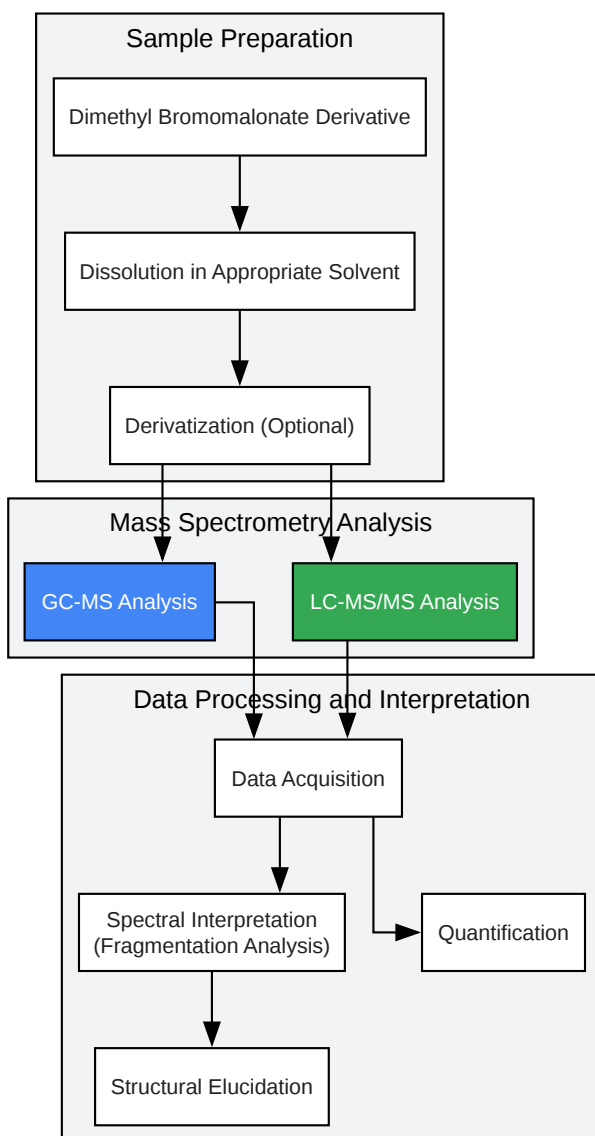 Sample Preparation
Dimethyl Bromomalonate Derivative
Dissolution in Appropriate Solvent
Derivatization (Optional)
Mass Spectrometry Analysis
GC-MS Analysis
LC-MS/MS Analysis
Data Processing and Interpretation
Data Acquisition
Spectral Interpretation
(Fragmentation Analysis)
Quantification
Structural Elucidation